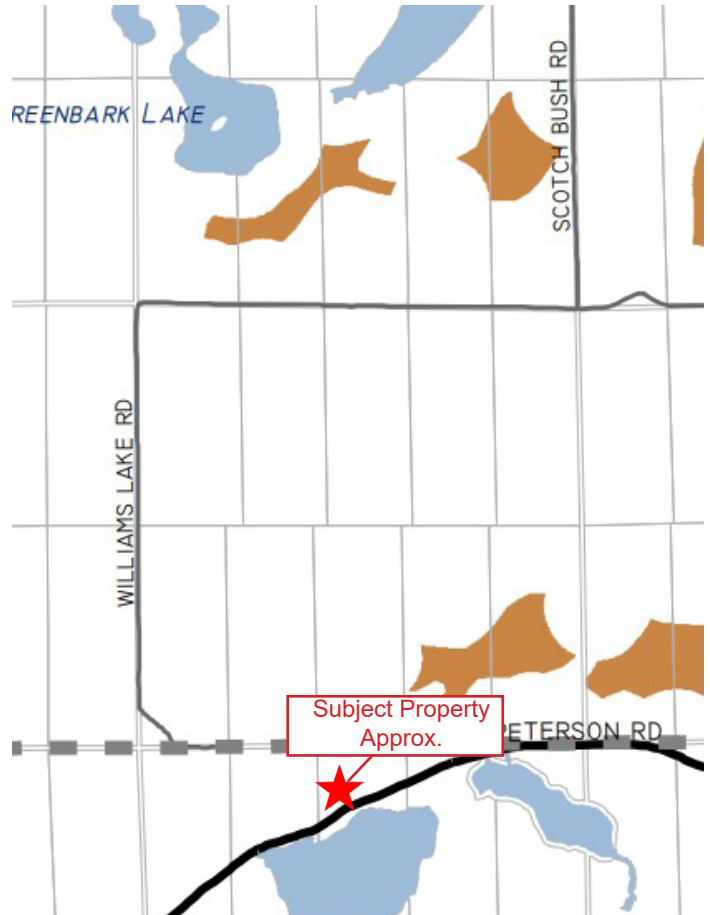 REENBARK LAKE
SCOTCH BUSH RD
WILLIAMS LAKE RD
Subject Property
Approx.
PETERSON RD